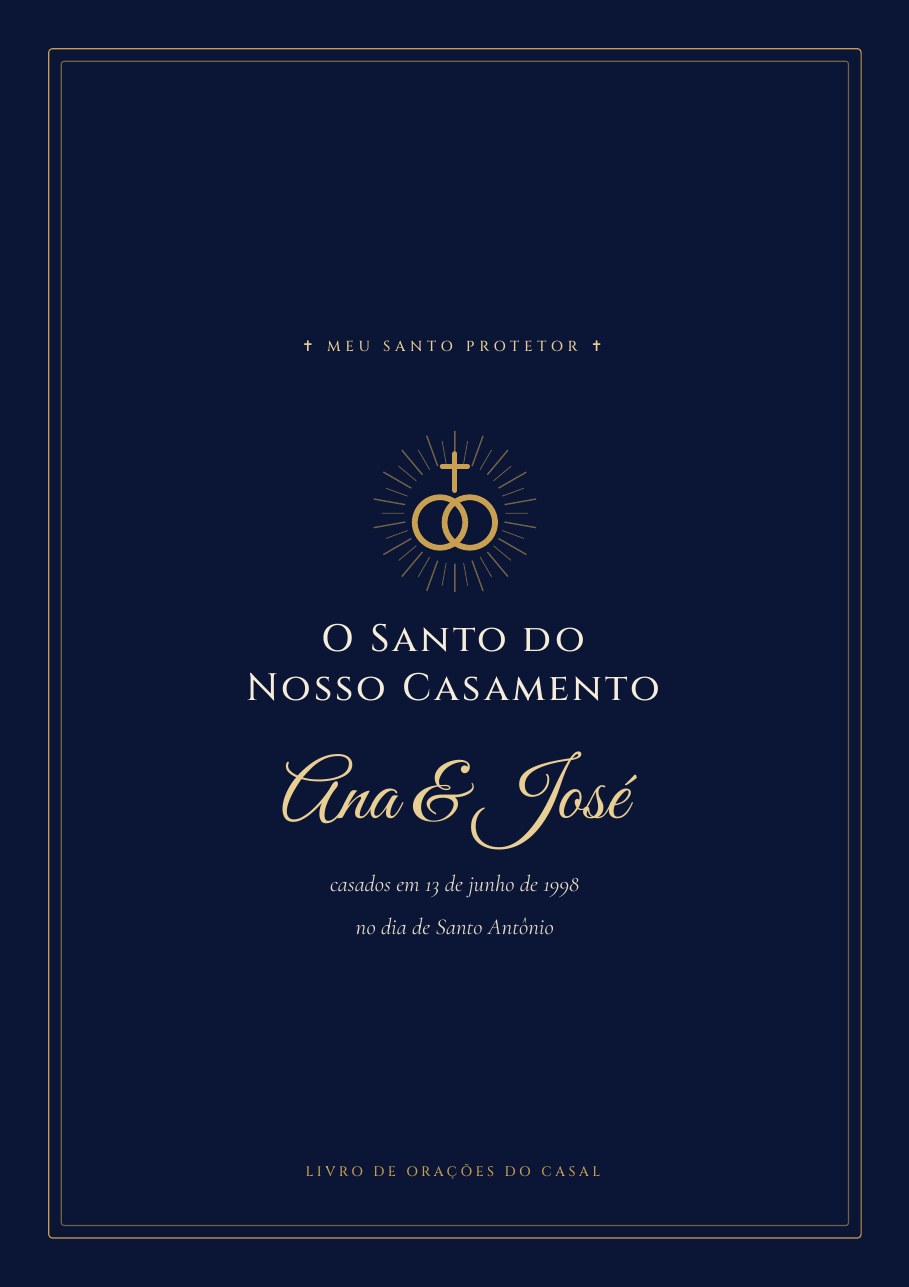 ✝ MEU SANTO PROTETOR ✝
O Santo do
Nosso Casamento
Ana & José
casados em 13 de junho de 1998
no dia de Santo Antônio
LIVRO DE ORAÇÕES DO CASAL